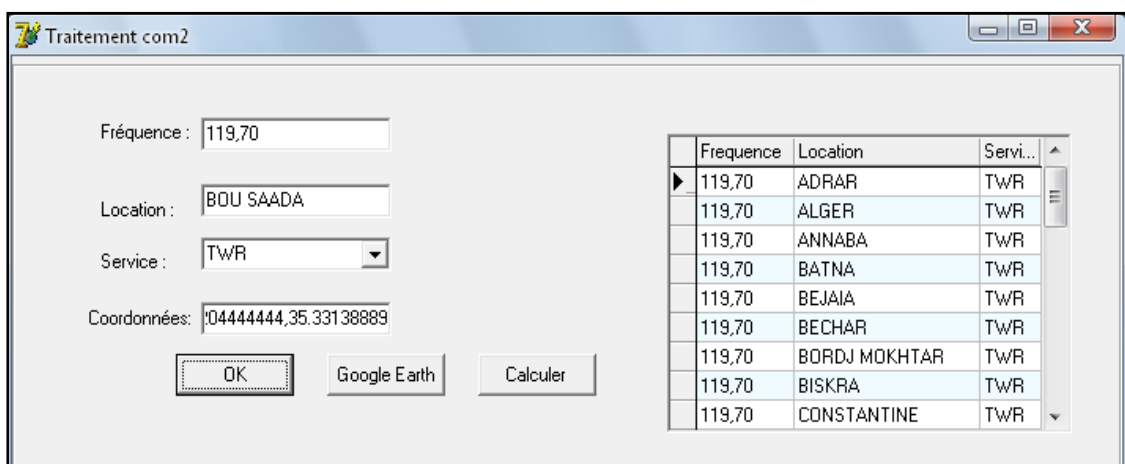 Traitement com2
Fréquence : 119,70
Location : BOU SAADA
Service : TWR
Coordonnées: 04444444,35.33138889
OK Google Earth Calculer
Frequence Location Servi...
119,70 ADRAR TWR
119,70 ALGER TWR
119,70 ANNABA TWR
119,70 BATNA TWR
119,70 BEJAIA TWR
119,70 BECHAR TWR
119,70 BORDJ MOKHTAR TWR
119,70 BISKRA TWR
119,70 CONSTANTINE TWR